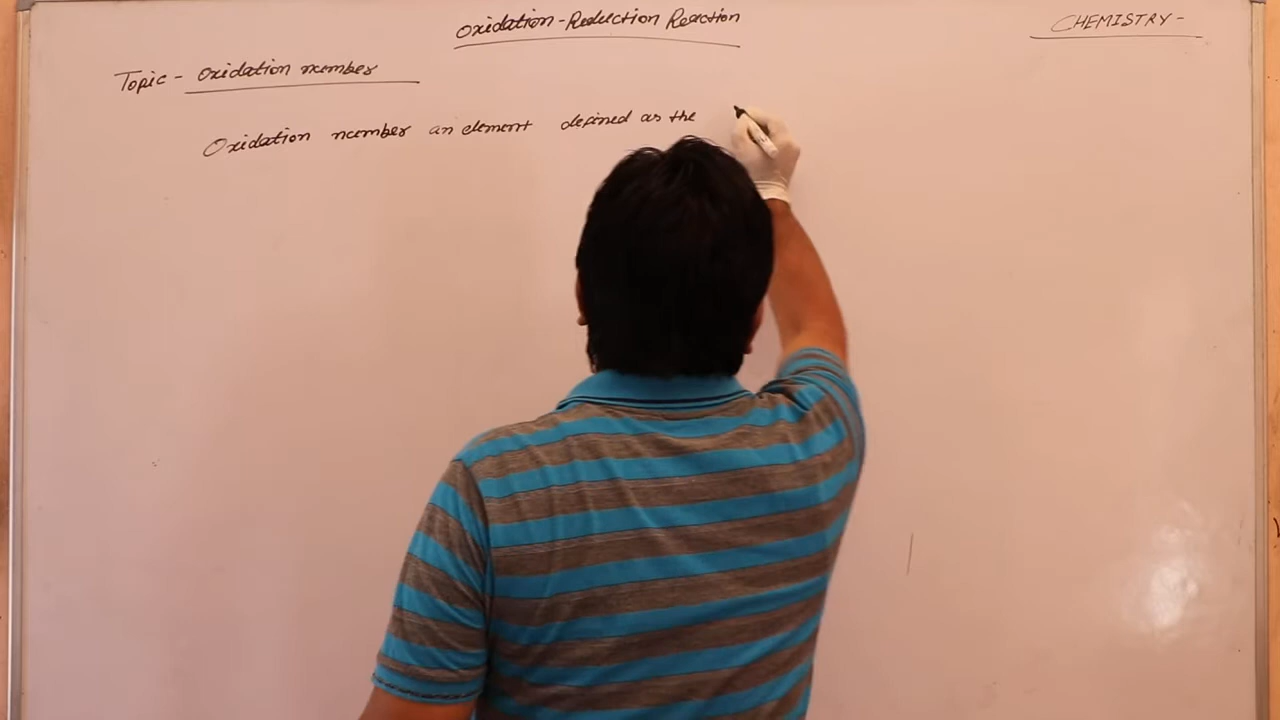 Oxidation-Reduction Reaction
CHEMISTRY-
Topic - Oxidation number
Oxidation number an element defined as the